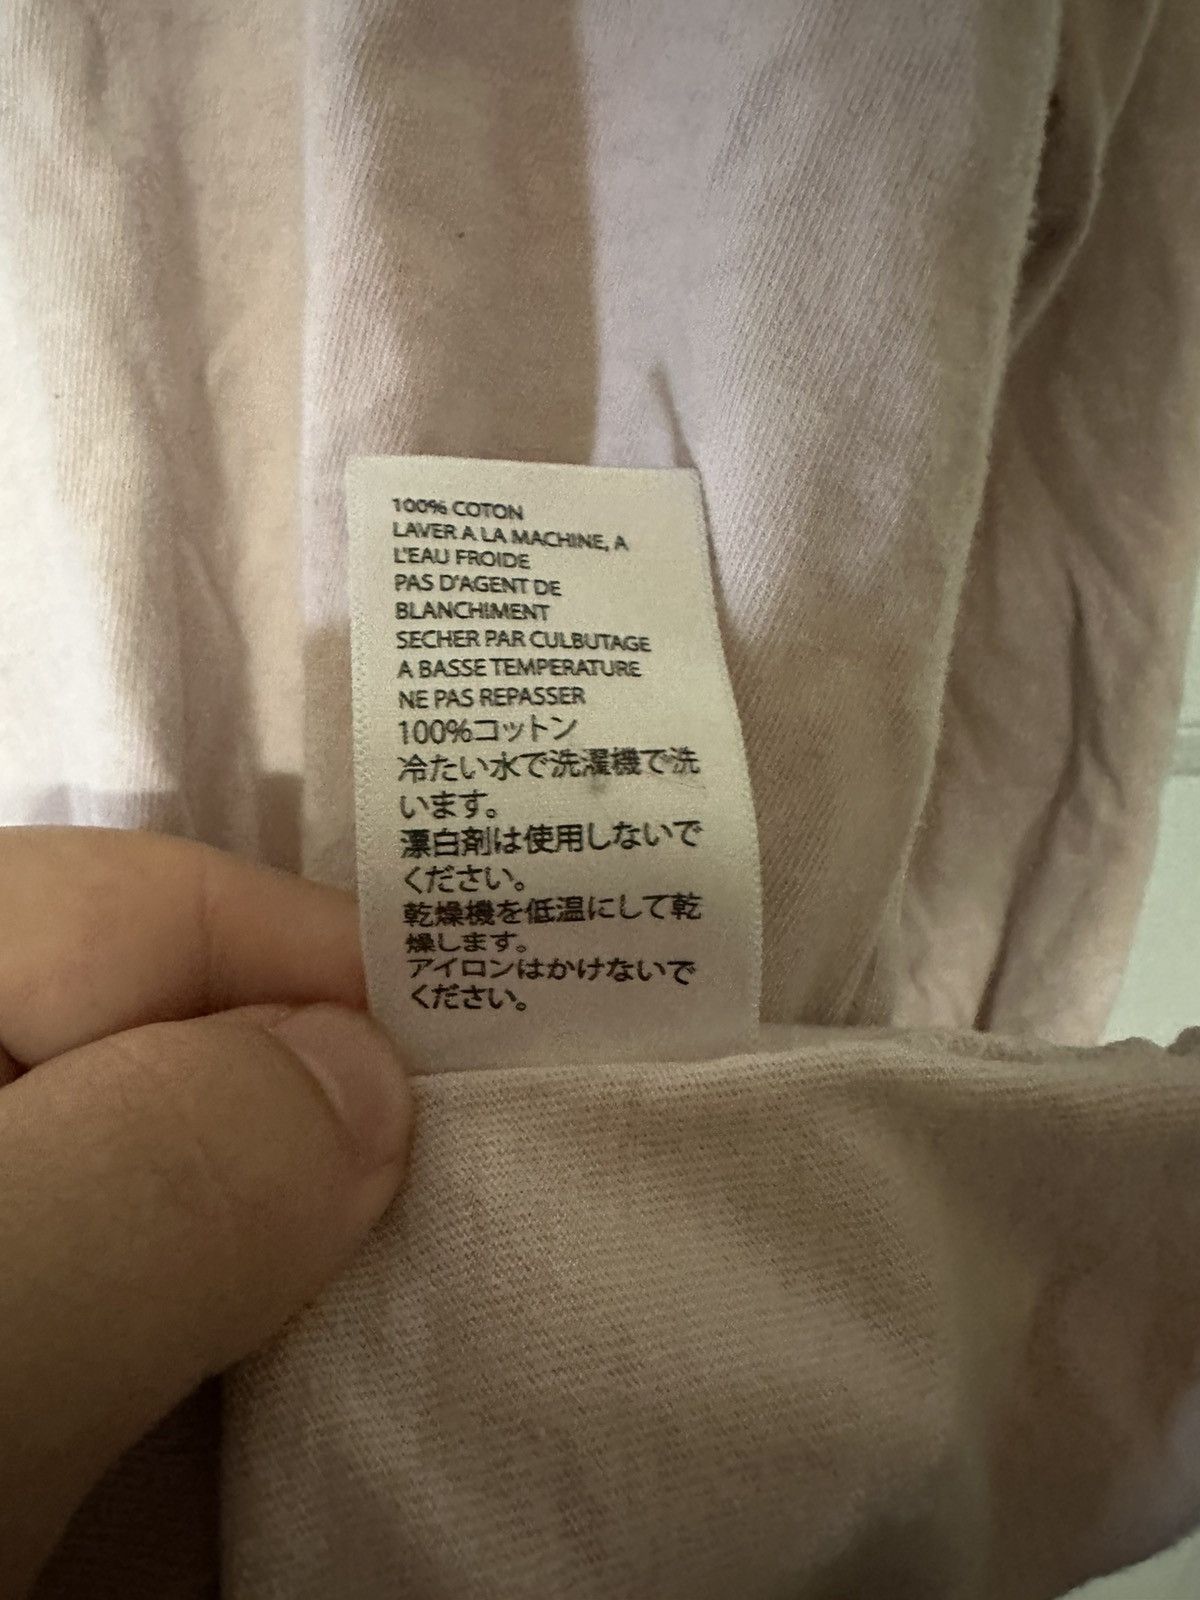 100% COTON
LAVER A LA MACHINE, A
L'EAU FROIDE
PAS D'AGENT DE
BLANCHIMENT
SECHER PAR CULBUTAGE
A BASSE TEMPERATURE
NE PAS REPASSER
100%コットン
冷たい水で洗濯機で洗
います。
漂白剤は使用しないで
ください。
乾燥機を低温にして乾
燥します。
アイロンはかけないで
ください。